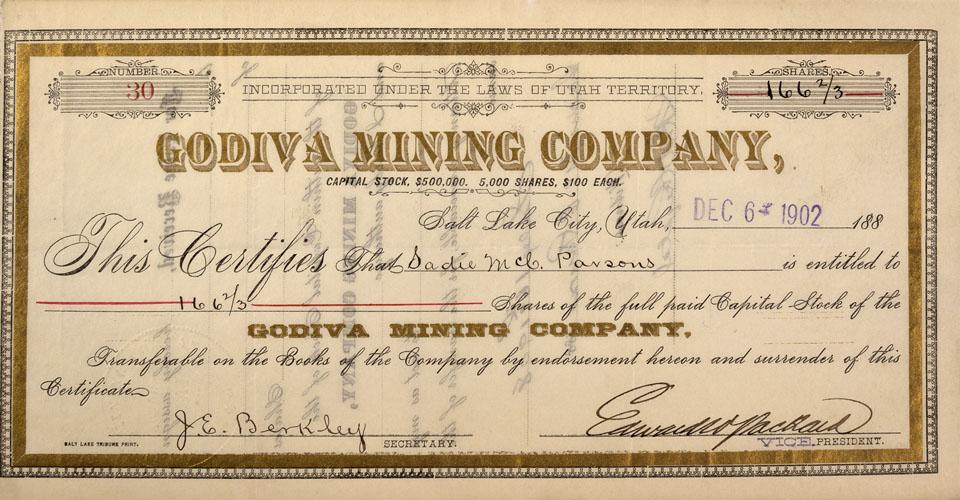 NUMBER
30
INCORPORATED UNDER THE LAWS OF UTAH TERRITORY.
SHARES
166 2/3
GODIVA MINING COMPANY,
CAPITAL STOCK, $500,000. 5,000 SHARES, $100 EACH.
Salt Lake City, Utah, DEC 6 1902 188
This Certifies That Sadie McC. Parsons is entitled to
166 2/3 Shares of the full paid Capital Stock of the
GODIVA MINING COMPANY,
Transferable on the Books of the Company by endorsement hereon and surrender of this
Certificate
J. E. Berkley Edward W Packard
SALT LAKE TRIBUNE PRINT. SECRETARY. VICE PRESIDENT.